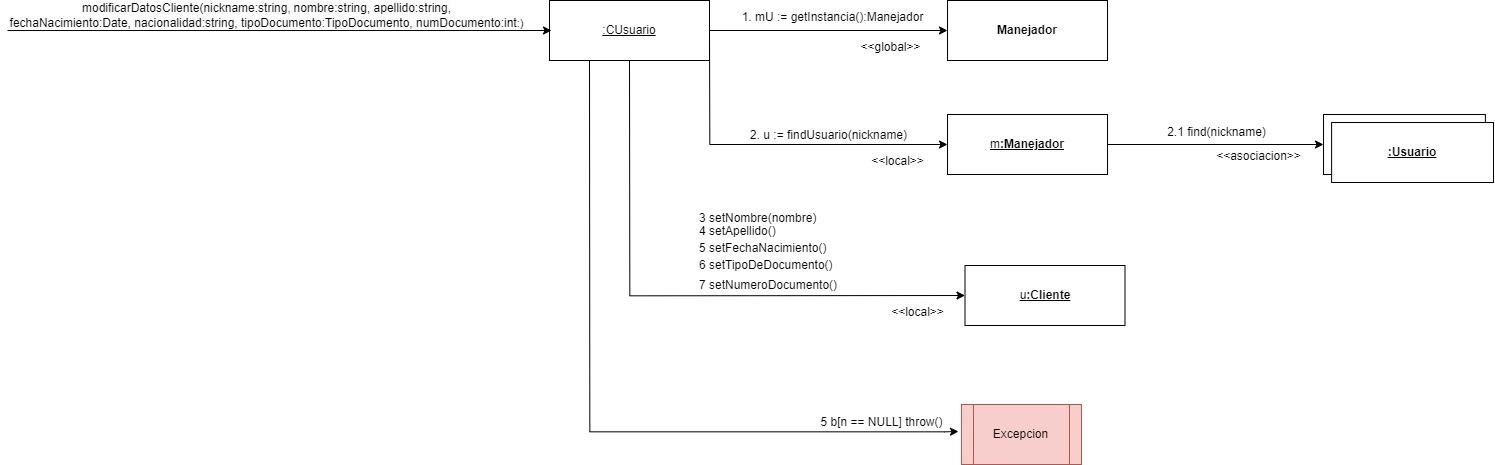 modificarDatosCliente(nickname:string, nombre:string, apellido:string,
fechaNacimiento:Date, nacionalidad:string, tipoDocumento:TipoDocumento, numDocumento:int:)
:CUsuario
1. mU := getInstancia():Manejador
<<global>>
Manejador
2. u := findUsuario(nickname)
<<local>>
m:Manejador
2.1 find(nickname)
<<asociacion>>
:Usuario
3 setNombre(nombre)
4 setApellido()
5 setFechaNacimiento()
6 setTipoDeDocumento()
7 setNumeroDocumento()
<<local>>
u:Cliente
5 b[n == NULL] throw()
Excepcion